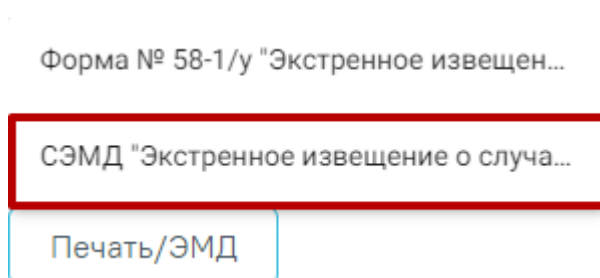 Форма № 58-1/у "Экстренное извещен...
СЭМД "Экстренное извещение о случа...
Печать/ЭМД